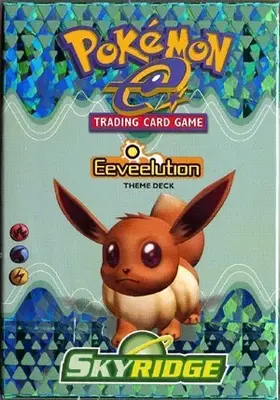 POKéMON
e
TRADING CARD GAME
Eeveelution
THEME DECK
SKYRIDGE